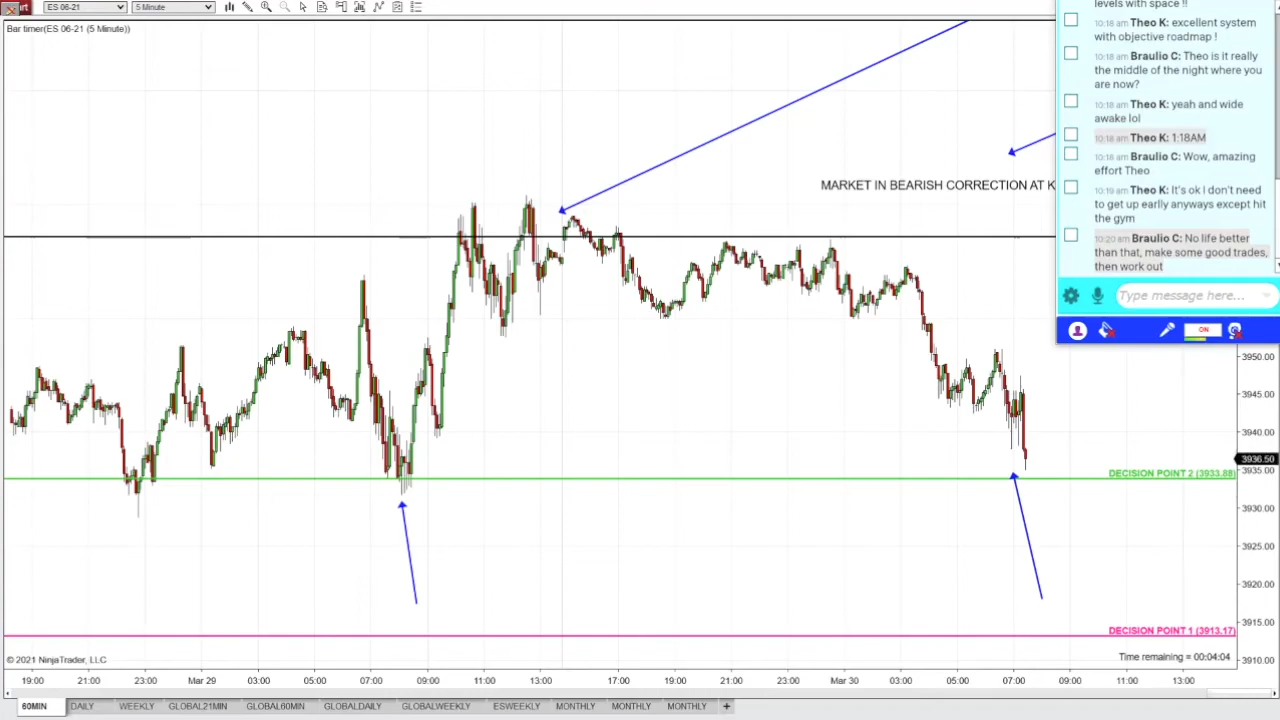 ES 06-21
5 Minute
Bar timer(ES 06-21 (5 Minute))
levels with space !!
10:18 am Theo K: excellent system
with objective roadmap !
10:18 am Braulio C: Theo is it really
the middle of the night where you
are now?
10:18 am Theo K: yeah and wide
awake lol
10:18 am Theo K: 1:18AM
10:18 am Braulio C: Wow, amazing
effort Theo
10:19 am Theo K: It's ok I don't need
to get up earlly anyways except hit
the gym
10:20 am Braulio C: No life better
than that, make some good trades,
then work out
Type message here...
ON
MARKET IN BEARISH CORRECTION AT K
3950.00
3945.00
3940.00
3936.50
3935.00
DECISION POINT 2 (3933.88)
3930.00
3925.00
3920.00
3915.00
DECISION POINT 1 (3913.17)
3910.00
© 2021 NinjaTrader, LLC
Time remaining = 00:04:04
19:00 21:00 23:00 Mar 29 03:00 05:00 07:00 09:00 11:00 13:00 17:00 19:00 21:00 23:00 Mar 30 03:00 05:00 07:00 09:00 11:00 13:00
60MIN DAILY WEEKLY GLOBAL21MIN GLOBAL60MIN GLOBALDAILY GLOBALWEEKLY ESWEEKLY MONTHLY MONTHLY MONTHLY +